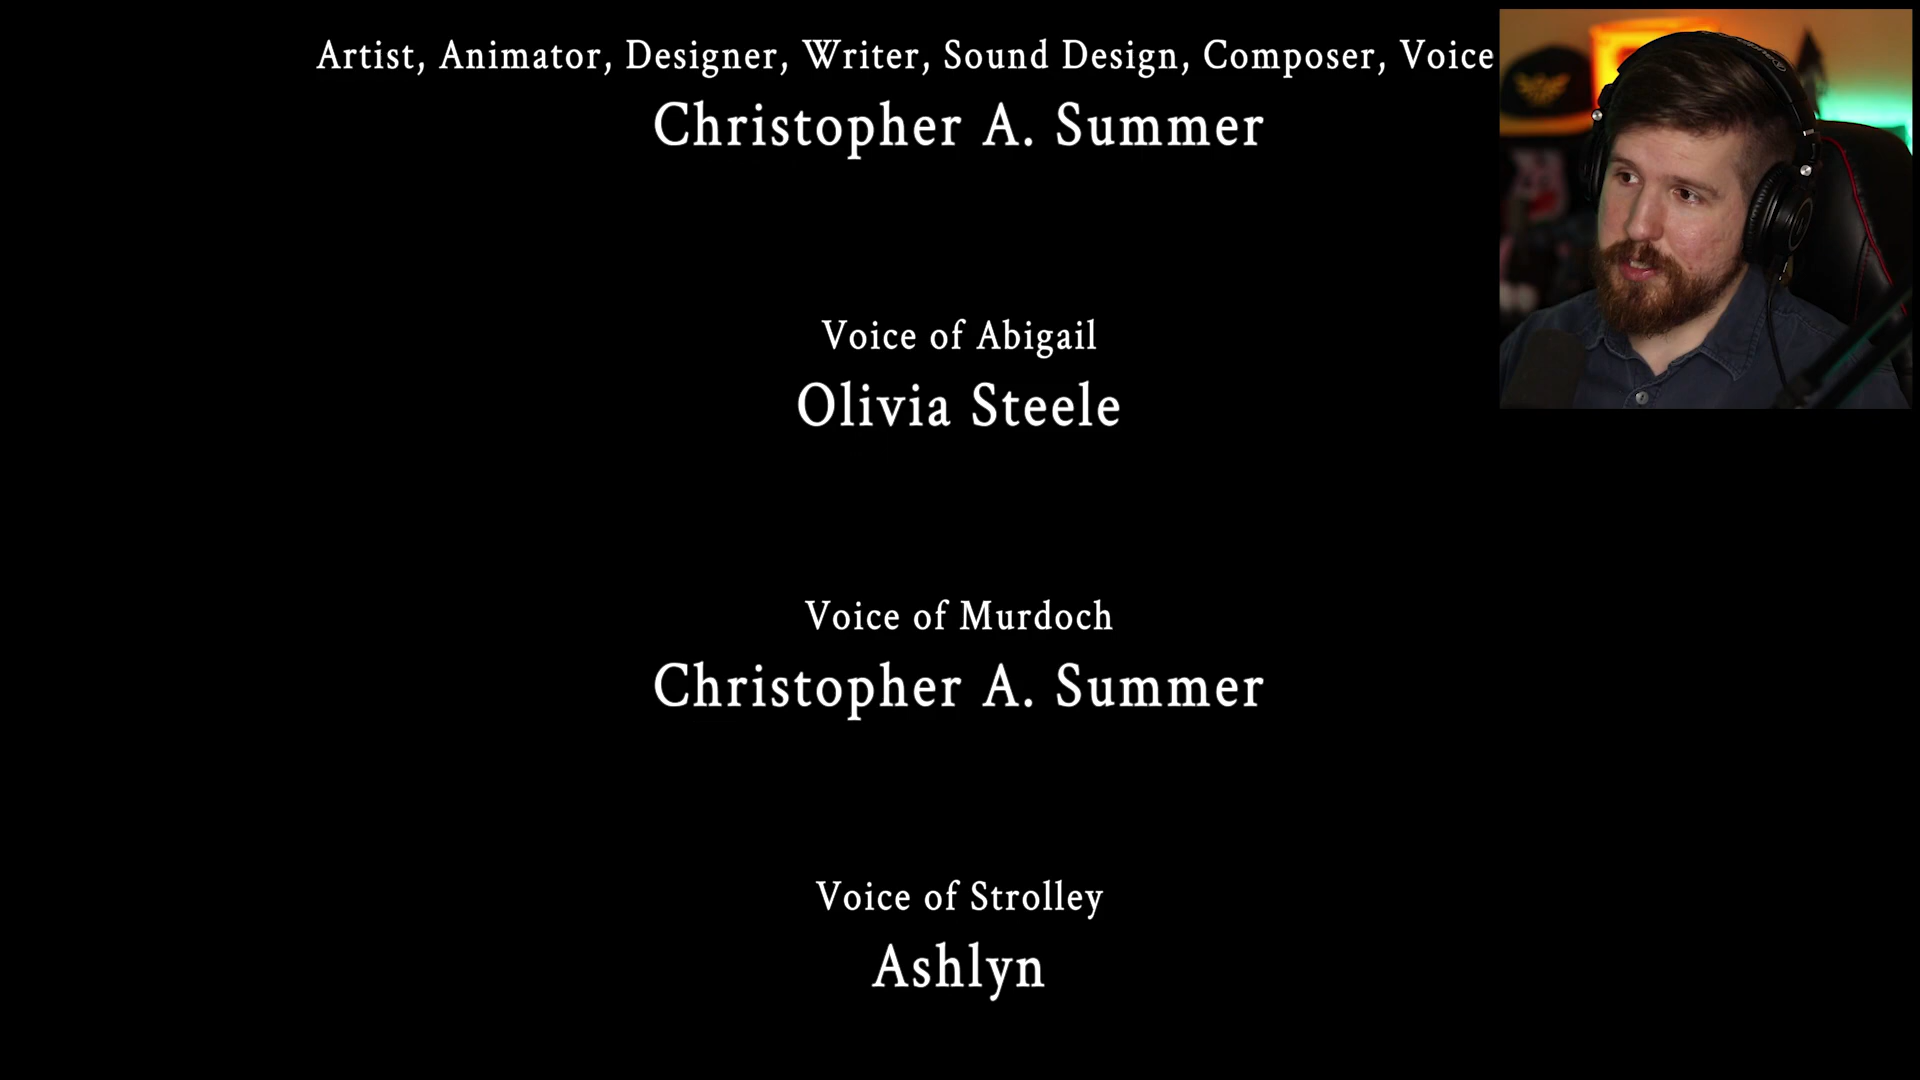 Artist, Animator, Designer, Writer, Sound Design, Composer, Voice
Christopher A. Summer
Voice of Abigail
Olivia Steele
Voice of Murdoch
Christopher A. Summer
Voice of Strolley
Ashlyn